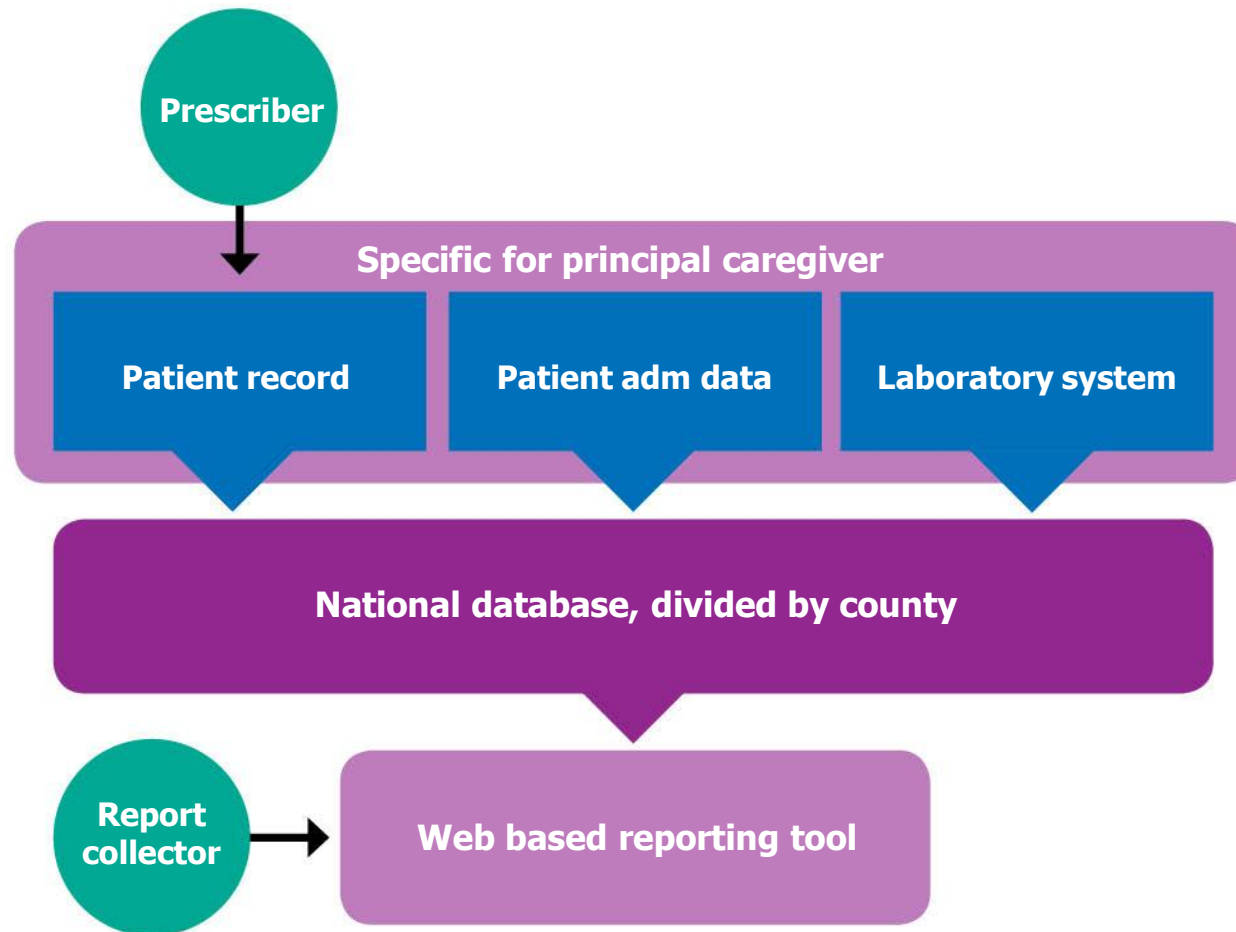 Prescriber
Specific for principal caregiver
Patient record
Patient adm data
Laboratory system
National database, divided by county
Report
collector
Web based reporting tool